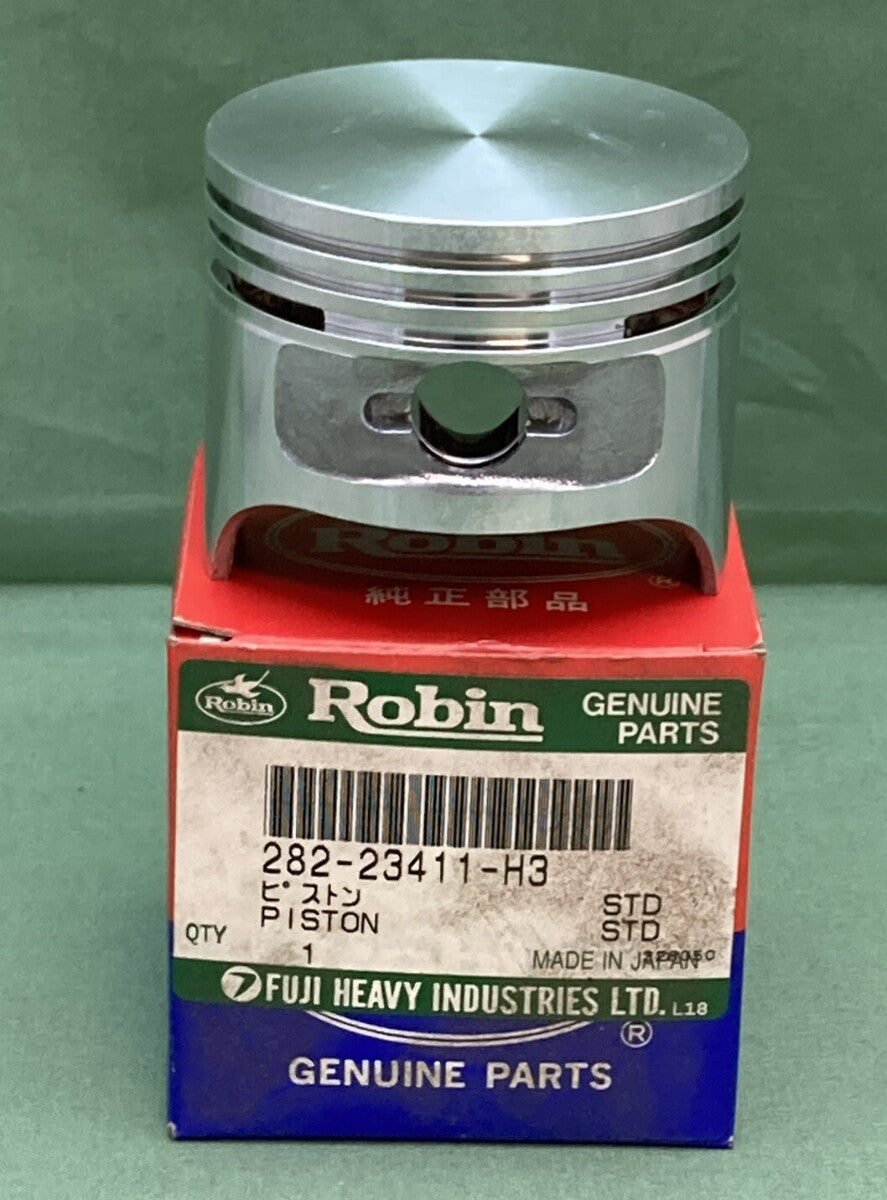 Robin
®
純正部品
Robin
Robin
GENUINE
PARTS
282-23411-H3
ピストン
STD
PISTON
STD
QTY
1
MADE IN JAPAN
FUJI HEAVY INDUSTRIES LTD. L18
®
GENUINE PARTS